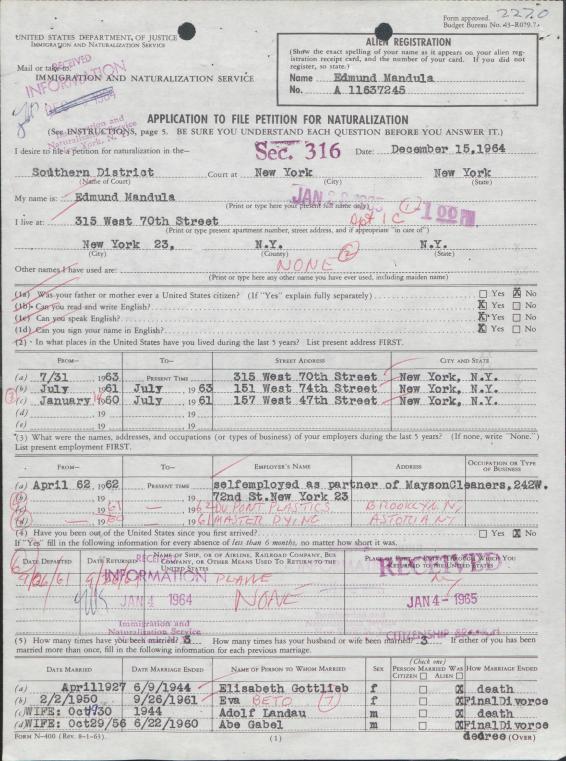 Form approved.
Budget Bureau No. 43-R079.7.
2270
UNITED STATES DEPARTMENT OF JUSTICE
IMMIGRATION AND NATURALIZATION SERVICE
ALIEN REGISTRATION
(Show the exact spelling of your name as it appears on your alien registration receipt card, and the number of your card. If you did not register, so state.)
Name Edmund Mandula
No. A 11637245
Mail or take to:
IMMIGRATION AND NATURALIZATION SERVICE
RECEIVED
INFORMATION
Immigration and
Naturalization Service
APPLICATION TO FILE PETITION FOR NATURALIZATION
(See INSTRUCTIONS, page 5. BE SURE YOU UNDERSTAND EACH QUESTION BEFORE YOU ANSWER IT.)
I desire to file a petition for naturalization in the—
Sec. 316
Date: December 15,1964
Southern District Court at New York New York
(Name of Court) (City) (State)
My name is: Edmund Mandula
(Print or type here your present full name only)
1 00 PM
Apt 1C
I live at: 315 West 70th Street
(Print or type present apartment number, street address, and if appropriate "in care of")
New York 23, N.Y. N.Y.
(City) (County) (State)
Other names I have used are: NONE
(Print or type here any other name you have ever used, including maiden name)
(1a) Was your father or mother ever a United States citizen? (If "Yes" explain fully separately) Yes X No
(1b) Can you read and write English? X Yes No
(1c) Can you speak English? X Yes No
(1d) Can you sign your name in English? X Yes No
(2) In what places in the United States have you lived during the last 5 years? List present address FIRST.
FROM— TO— STREET ADDRESS CITY AND STATE
(a) 7/31 1963 PRESENT TIME 315 West 70th Street New York, N.Y.
(b) July 1961 July 1963 151 West 74th Street New York, N.Y.
(c) January 1960 July 1961 157 West 47th Street New York, N.Y.
(d) , 19 , 19
(e) , 19 , 19
(3) What were the names, addresses, and occupations (or types of business) of your employers during the last 5 years? (If none, write "None.")
List present employment FIRST.
FROM— TO— EMPLOYER'S NAME ADDRESS OCCUPATION OR TYPE OF BUSINESS
(a) April 62, 1962 PRESENT TIME selfemployed as partner of MaysonCleaners,242W.
72nd St.New York 23
61 — 62 DUPONT PLASTICS BROOKLYN NY
(d) — 60 — 61 MASTER DYING ASTORIA NY
(4) Have you been out of the United States since you first arrived? Yes X No
If "Yes" fill in the following information for every absence of less than 6 months, no matter how short it was.
DATE DEPARTED DATE RETURNED NAME OF SHIP, OR OF AIRLINE, RAILROAD COMPANY, BUS COMPANY, OR OTHER MEANS USED TO RETURN TO THE UNITED STATES PLACE OR PORT OF ENTRY THROUGH WHICH YOU RETURNED TO THE UNITED STATES
9/26/61 PLANE NY
INFORMATION
JAN 4 1964
Immigration and
Naturalization Service
NONE
RECEIVED
JAN 4 - 1965
(5) How many times have you been married? 3 How many times has your husband or wife been married? 3 If either of you has been
married more than once, fill in the following information for each previous marriage.
DATE MARRIED DATE MARRIAGE ENDED NAME OF PERSON TO WHOM MARRIED SEX (Check one) PERSON MARRIED WAS CITIZEN ALIEN HOW MARRIAGE ENDED
(a) April1927 6/9/1944 Elisabeth Gottlieb f X death
(b) 2/2/1950 9/26/1961 Eva BETO f XFinalDivorce
(c) WIFE: Oct 30 1944 Adolf Landau m X death
(d) WIFE: Oct29/56 6/22/1960 Abe Gabel m XFinalDivorce
decree
FORM N-400 (Rev. 8-1-63). (1) (OVER)